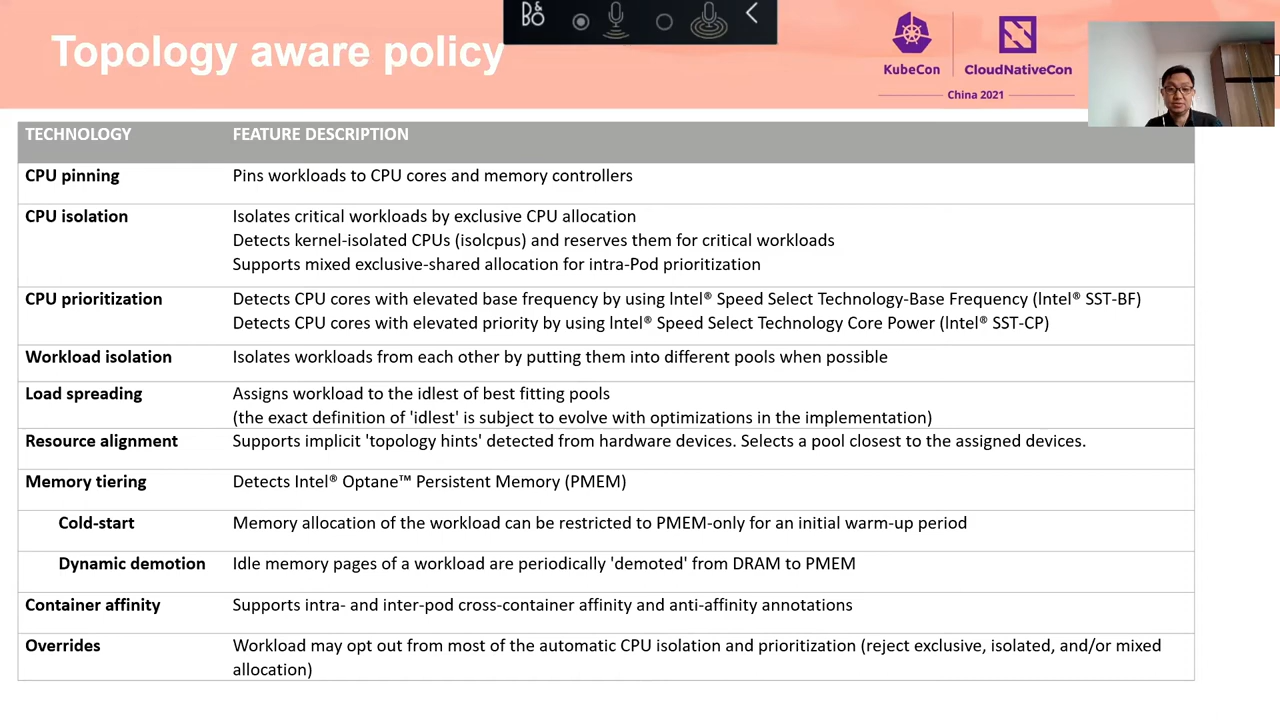 Topology aware policy
B&O
KubeCon
CloudNativeCon
China 2021
TECHNOLOGY FEATURE DESCRIPTION
CPU pinning Pins workloads to CPU cores and memory controllers
CPU isolation Isolates critical workloads by exclusive CPU allocation
Detects kernel-isolated CPUs (isolcpus) and reserves them for critical workloads
Supports mixed exclusive-shared allocation for intra-Pod prioritization
CPU prioritization Detects CPU cores with elevated base frequency by using Intel® Speed Select Technology-Base Frequency (Intel® SST-BF)
Detects CPU cores with elevated priority by using Intel® Speed Select Technology Core Power (Intel® SST-CP)
Workload isolation Isolates workloads from each other by putting them into different pools when possible
Load spreading Assigns workload to the idlest of best fitting pools
(the exact definition of 'idlest' is subject to evolve with optimizations in the implementation)
Resource alignment Supports implicit 'topology hints' detected from hardware devices. Selects a pool closest to the assigned devices.
Memory tiering Detects Intel® Optane™ Persistent Memory (PMEM)
Cold-start Memory allocation of the workload can be restricted to PMEM-only for an initial warm-up period
Dynamic demotion Idle memory pages of a workload are periodically 'demoted' from DRAM to PMEM
Container affinity Supports intra- and inter-pod cross-container affinity and anti-affinity annotations
Overrides Workload may opt out from most of the automatic CPU isolation and prioritization (reject exclusive, isolated, and/or mixed
allocation)